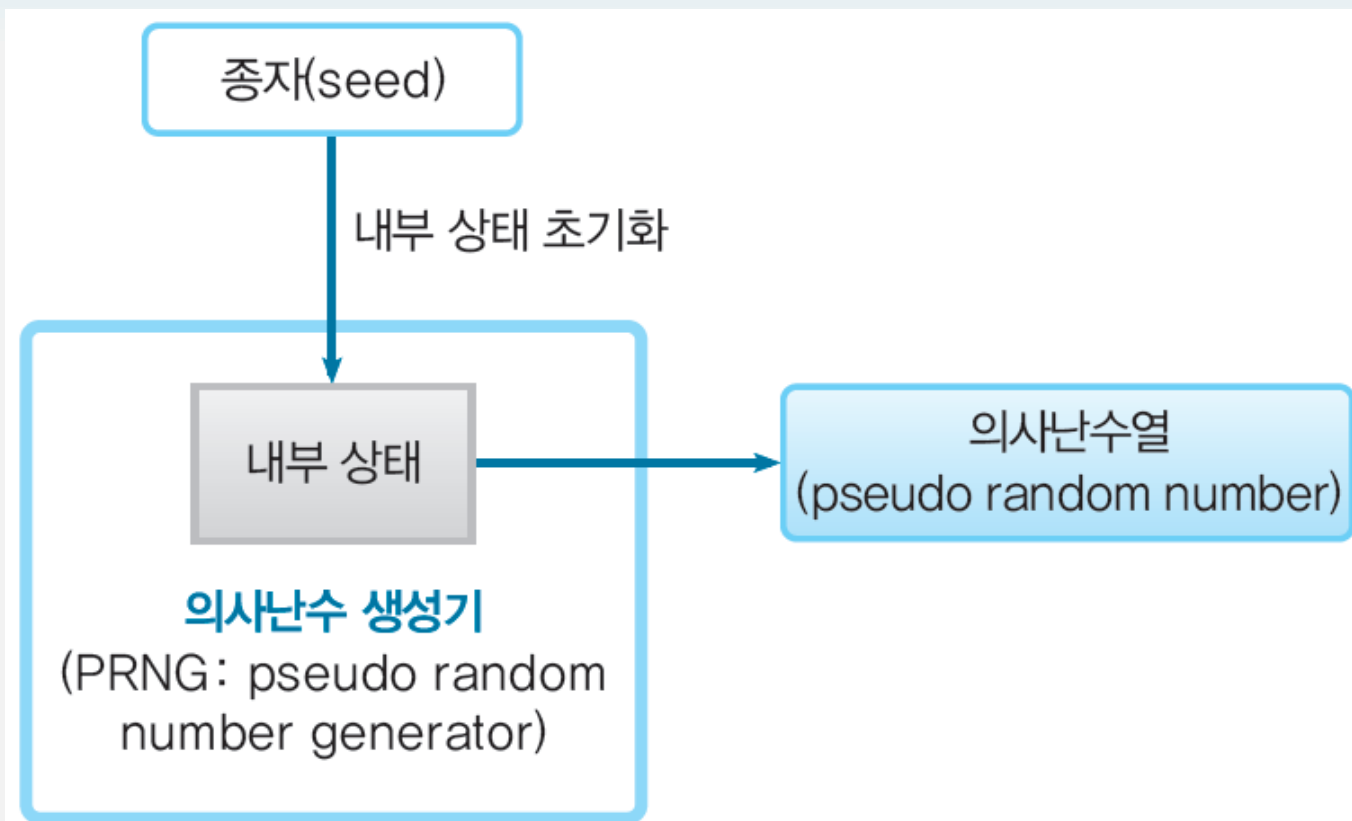 종자(seed)
내부 상태 초기화
내부 상태
의사난수열
(pseudo random number)
의사난수 생성기
(PRNG: pseudo random
number generator)